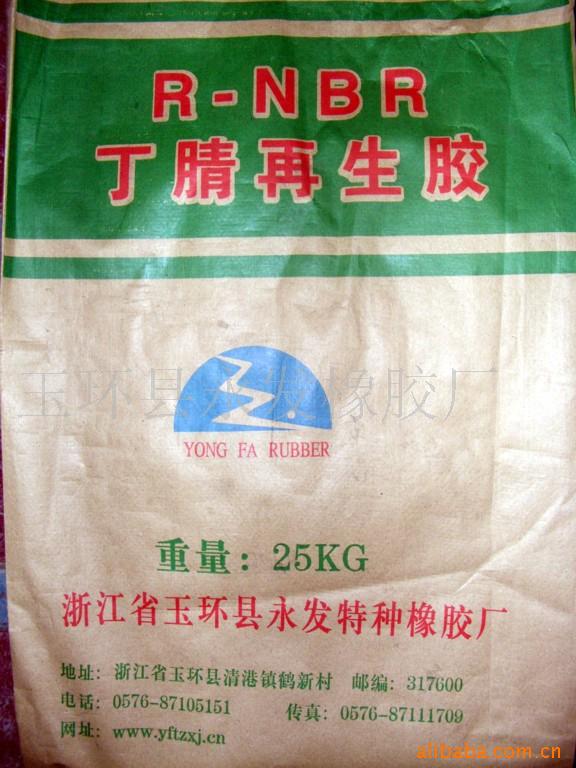 R-NBR
丁腈再生胶
玉环县永发橡胶厂
YONG FA RUBBER
重量：25KG
浙江省玉环县永发特种橡胶厂
地址：浙江省玉环县清港镇鹤新村 邮编：317600
电话：0576-87105151 传真：0576-87111709
网址：www.yftzxj.cn
alibaba.com.cn